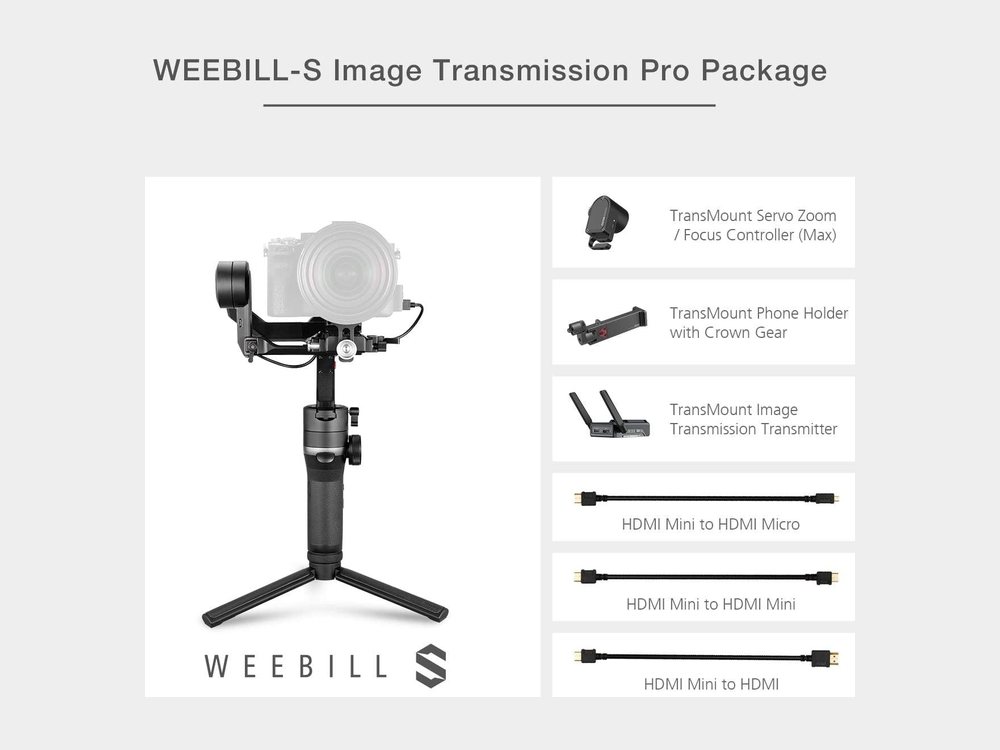 WEEBILL-S Image Transmission Pro Package
TransMount Servo Zoom
/ Focus Controller (Max)
TransMount Phone Holder
with Crown Gear
TransMount Image
Transmission Transmitter
HDMI Mini to HDMI Micro
HDMI Mini to HDMI Mini
HDMI Mini to HDMI
WEEBILL S